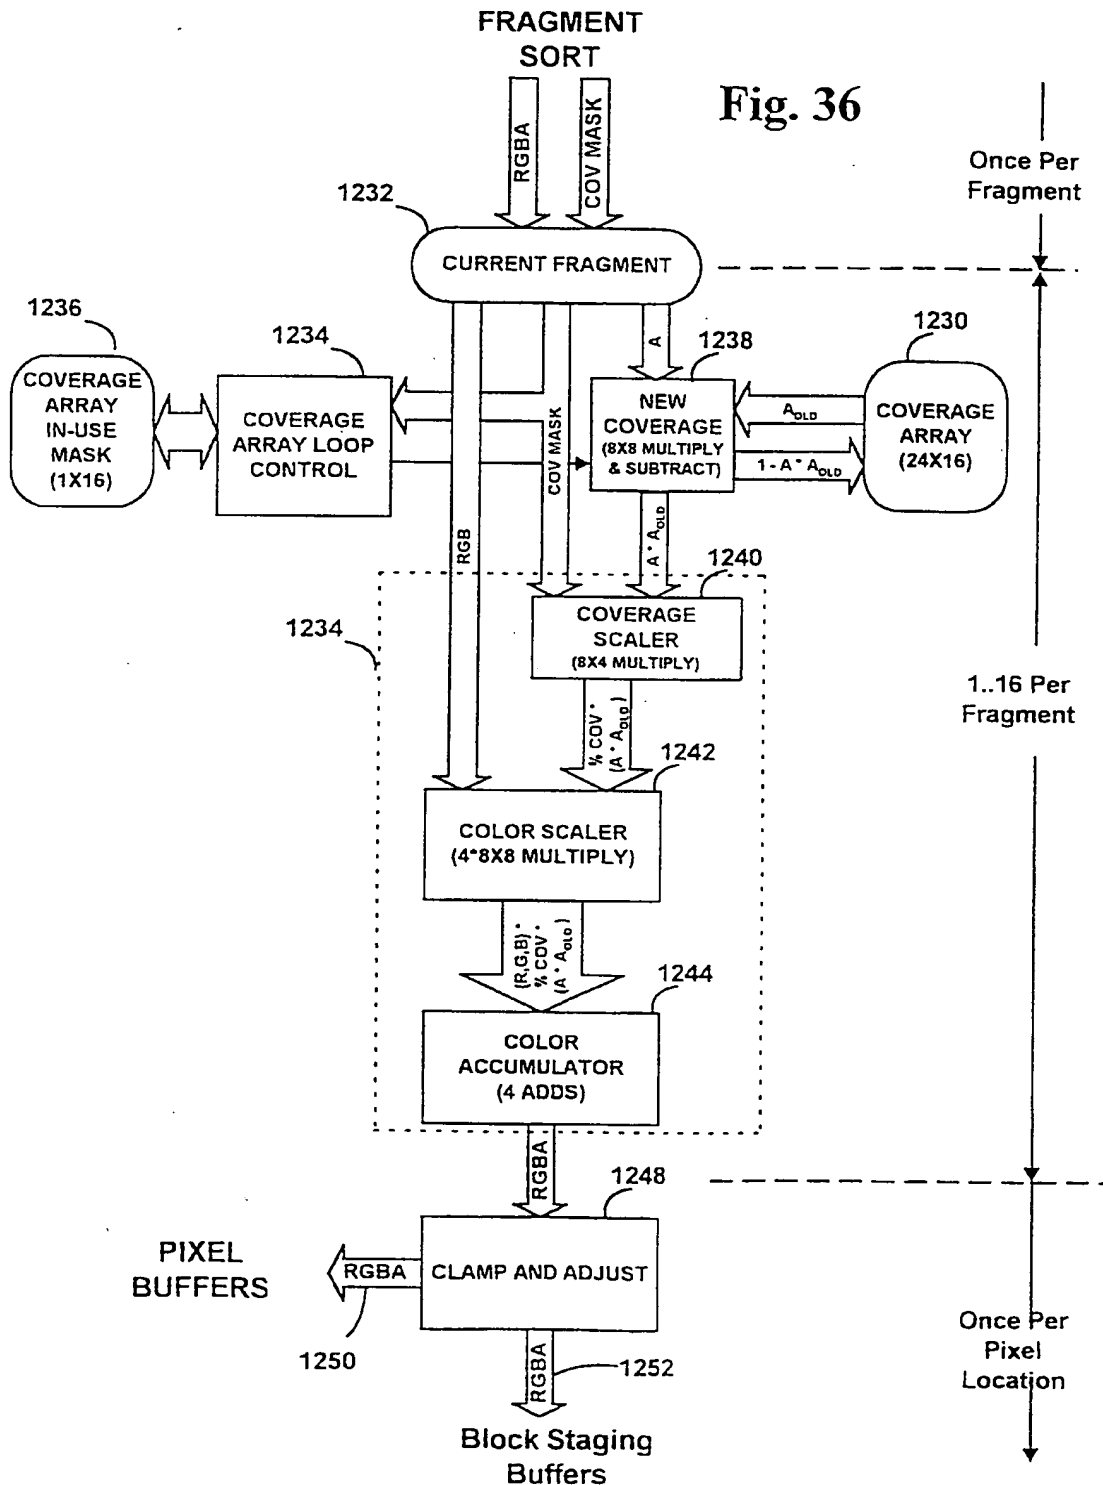 FRAGMENT
SORT
Fig. 36
RGBA
COV MASK
Once Per
Fragment
1232
CURRENT FRAGMENT
1236
1234
A
1238
1230
COVERAGE
ARRAY
IN-USE
MASK
(1X16)
COVERAGE
ARRAY LOOP
CONTROL
COV MASK
NEW
COVERAGE
(8X8 MULTIPLY
& SUBTRACT)
A_OLD
1 - A * A_OLD
COVERAGE
ARRAY
(24X16)
RGB
A * A_OLD
1240
1234
COVERAGE
SCALER
(8X4 MULTIPLY)
1..16 Per
Fragment
% COV *
(A * A_OLD)
1242
COLOR SCALER
(4*8X8 MULTIPLY)
(R,G,B) *
% COV *
(A * A_OLD)
1244
COLOR
ACCUMULATOR
(4 ADDS)
RGBA
1248
PIXEL
BUFFERS
RGBA
CLAMP AND ADJUST
1250
RGBA
1252
Once Per
Pixel
Location
Block Staging
Buffers